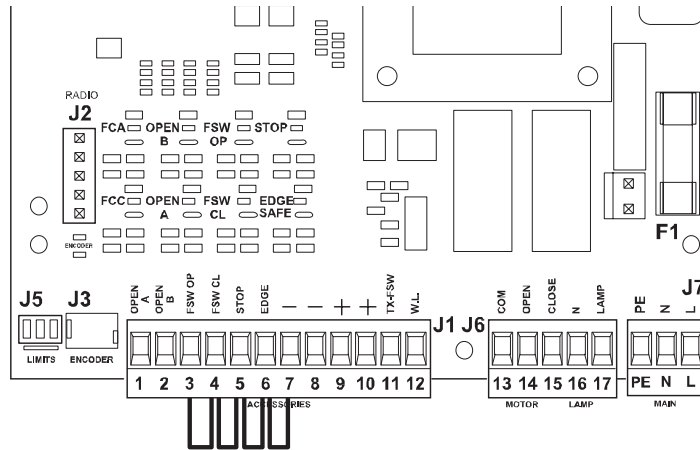 RADIO
J2
FCA OPEN B FSW OP STOP
FCC OPEN A FSW CL EDGE SAFE
ENCODER
F1
J5 J3
LIMITS ENCODER
OPEN A OPEN B FSW OP FSW CL STOP EDGE − − + + TX-FSW W.L.
J1 J6
COM OPEN CLOSE N LAMP
J7
PE N L
1 2 3 4 5 6 7 8 9 10 11 12
13 14 15 16 17
PE N L
ACCESSORIES
MOTOR LAMP
MAIN